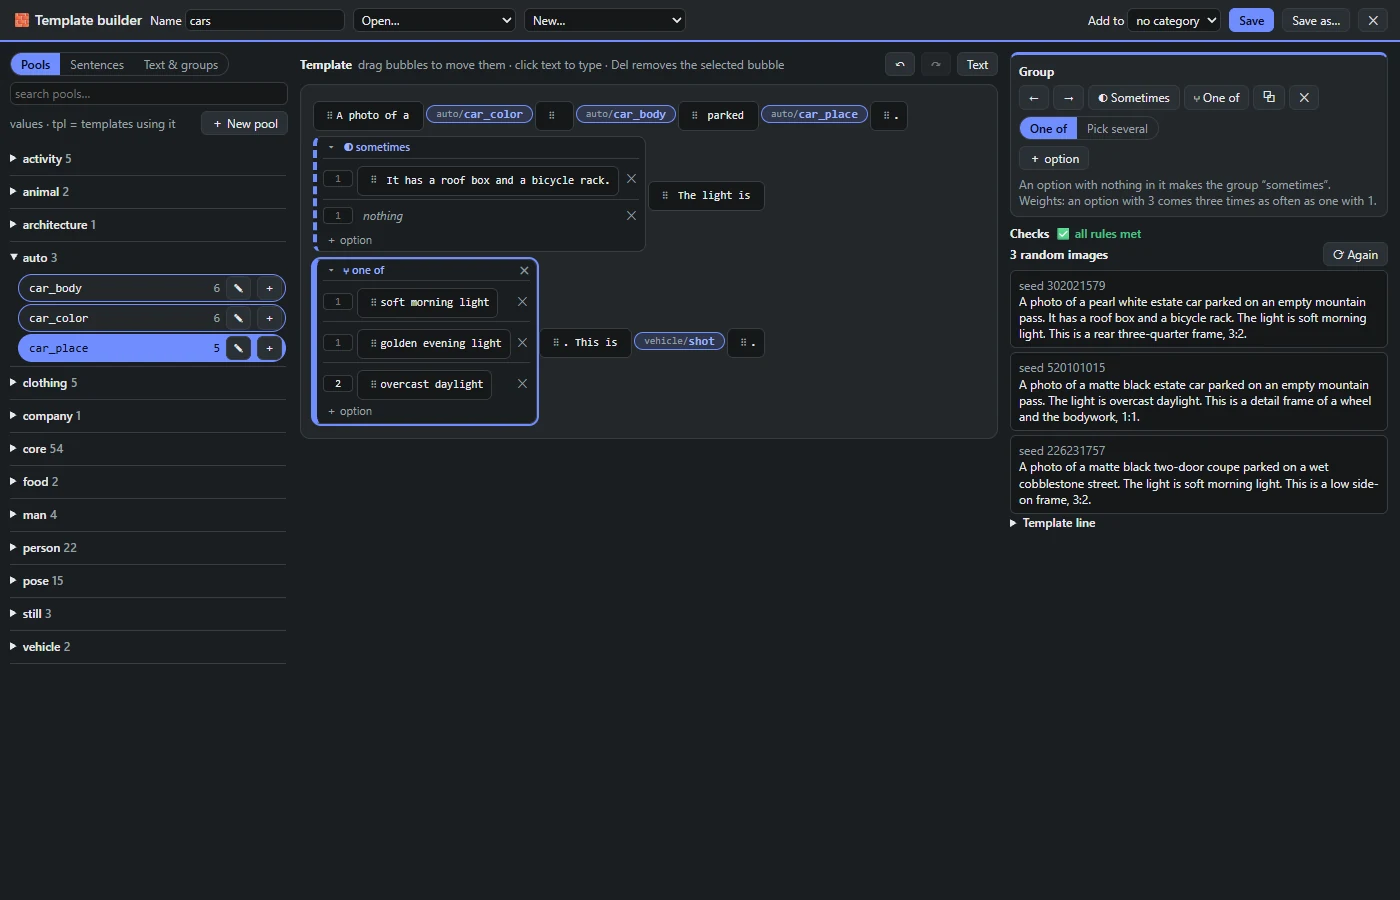 Template builder Name cars Open... New... Add to no category Save Save as...
Pools Sentences Text & groups
search pools...
values · tpl = templates using it + New pool
activity 5
animal 2
architecture 1
auto 3
car_body 6
car_color 6
car_place 5
clothing 5
company 1
core 54
food 2
man 4
person 22
pose 15
still 3
vehicle 2
Template drag bubbles to move them · click text to type · Del removes the selected bubble Text
A photo of a auto/car_color auto/car_body parked auto/car_place .
sometimes
1 It has a roof box and a bicycle rack.
1 nothing
+ option
The light is
one of
1 soft morning light
1 golden evening light
2 overcast daylight
+ option
. This is vehicle/shot .
Group
← → Sometimes One of
One of Pick several
+ option
An option with nothing in it makes the group “sometimes”.
Weights: an option with 3 comes three times as often as one with 1.
Checks all rules met
3 random images Again
seed 302021579
A photo of a pearl white estate car parked on an empty mountain
pass. It has a roof box and a bicycle rack. The light is soft morning
light. This is a rear three-quarter frame, 3:2.
seed 520101015
A photo of a matte black estate car parked on an empty mountain
pass. The light is overcast daylight. This is a detail frame of a wheel
and the bodywork, 1:1.
seed 226231757
A photo of a matte black two-door coupe parked on a wet
cobblestone street. The light is soft morning light. This is a low side-
on frame, 3:2.
Template line